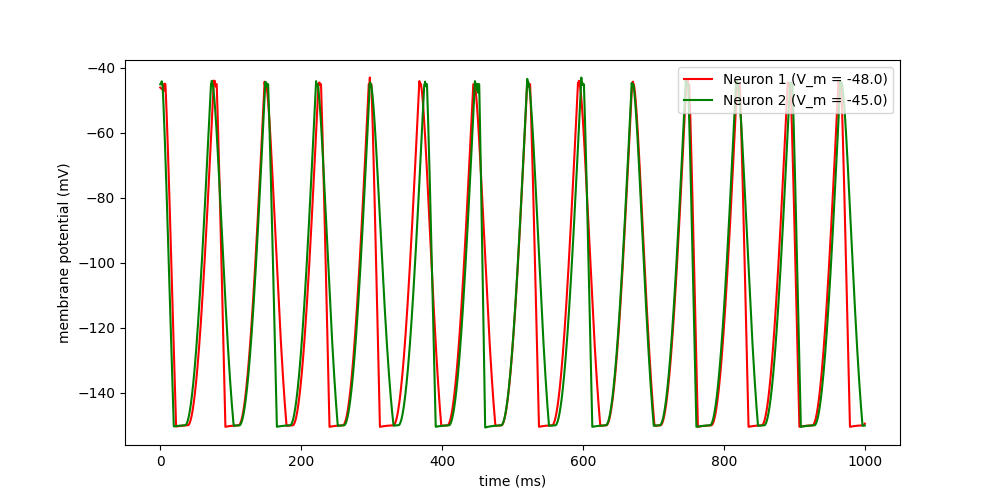 Neuron 1 (V_m = -48.0)
Neuron 2 (V_m = -45.0)
membrane potential (mV)
−40
−60
−80
−100
−120
−140
0 200 400 600 800 1000
time (ms)